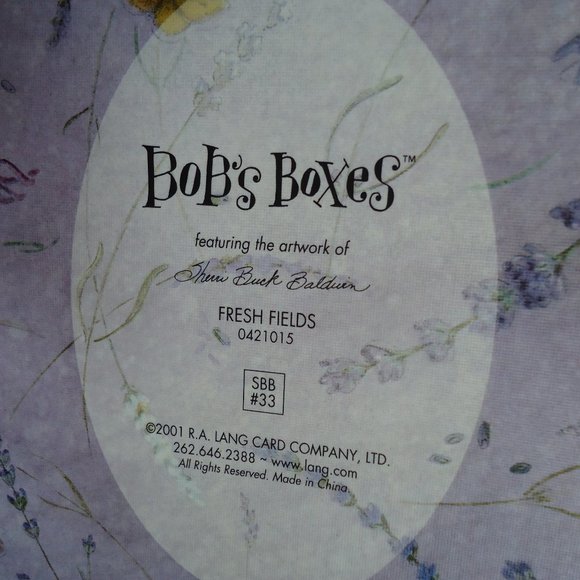 BOB'S BOXES™
featuring the artwork of
Sherri Buck Baldwin
FRESH FIELDS
0421015
SBB
#33
©2001 R.A. LANG CARD COMPANY, LTD.
262.646.2388 ~ www.lang.com
All Rights Reserved. Made in China.